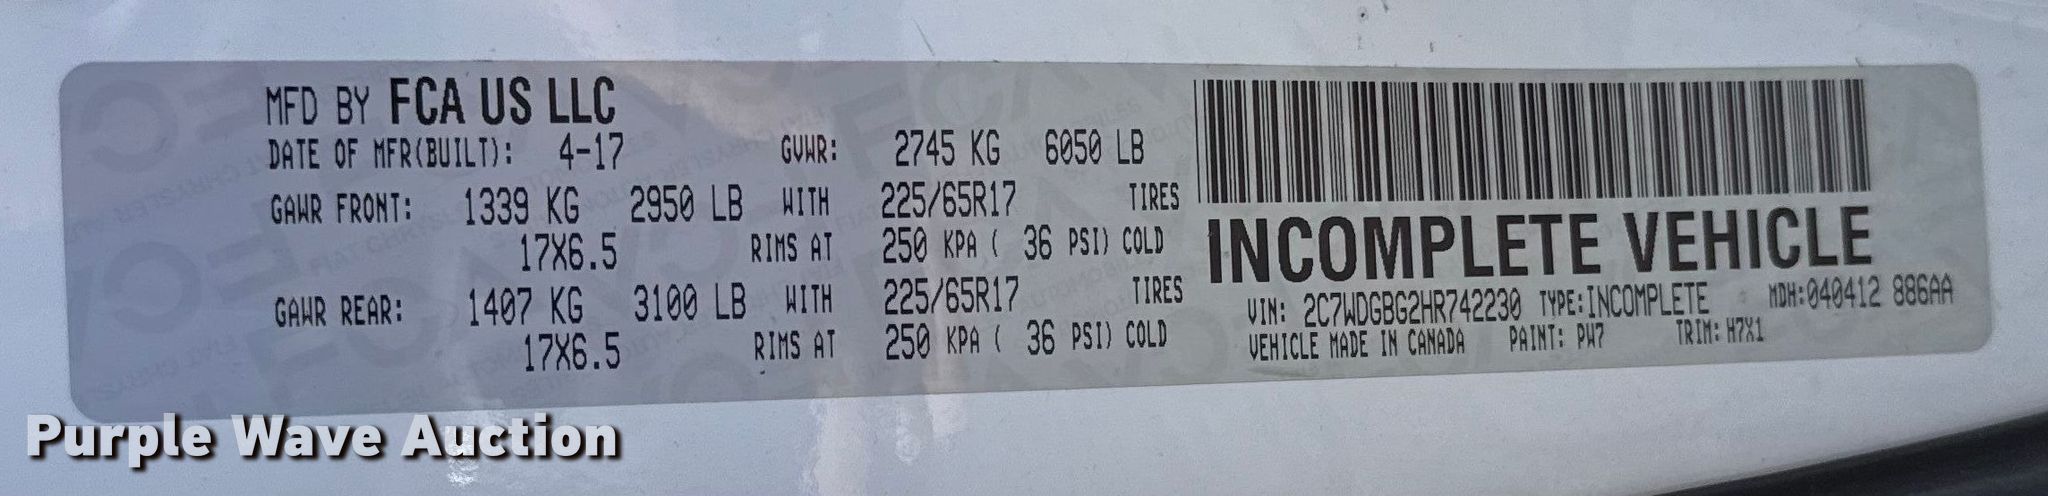 MFD BY FCA US LLC
DATE OF MFR(BUILT): 4-17 GVWR: 2745 KG 6050 LB
GAWR FRONT: 1339 KG 2950 LB WITH 225/65R17 TIRES
17X6.5 RIMS AT 250 KPA ( 36 PSI) COLD
GAWR REAR: 1407 KG 3100 LB WITH 225/65R17 TIRES
17X6.5 RIMS AT 250 KPA ( 36 PSI) COLD
INCOMPLETE VEHICLE
VIN: 2C7WDGBG2HR742230 TYPE:INCOMPLETE MDH:040412 886AA
VEHICLE MADE IN CANADA PAINT: PW7 TRIM: H7X1
Purple Wave Auction